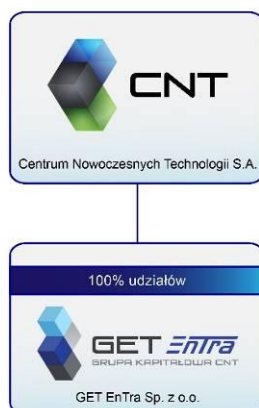 CNT
Centrum Nowoczesnych Technologii S.A.
100% udziałów
GET EnTra
GRUPA KAPITAŁOWA CNT
GET EnTra Sp. z o.o.